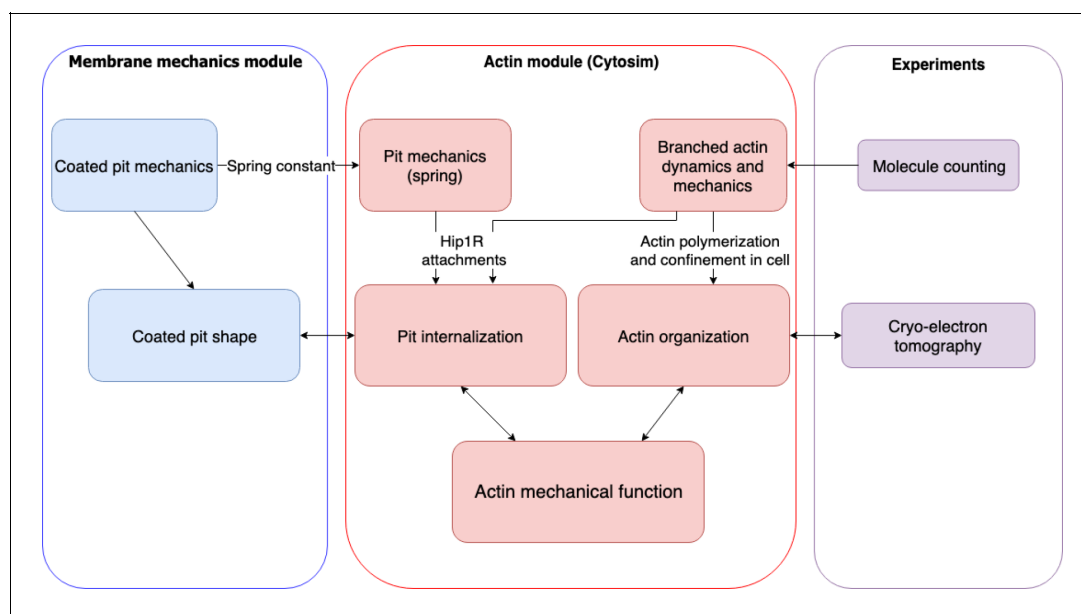 Membrane mechanics module
Actin module (Cytosim)
Experiments
Coated pit mechanics
Spring constant
Pit mechanics
(spring)
Branched actin
dynamics and
mechanics
Molecule counting
Hip1R
attachments
Actin polymerization
and confinement in cell
Coated pit shape
Pit internalization
Actin organization
Cryo-electron
tomography
Actin mechanical function